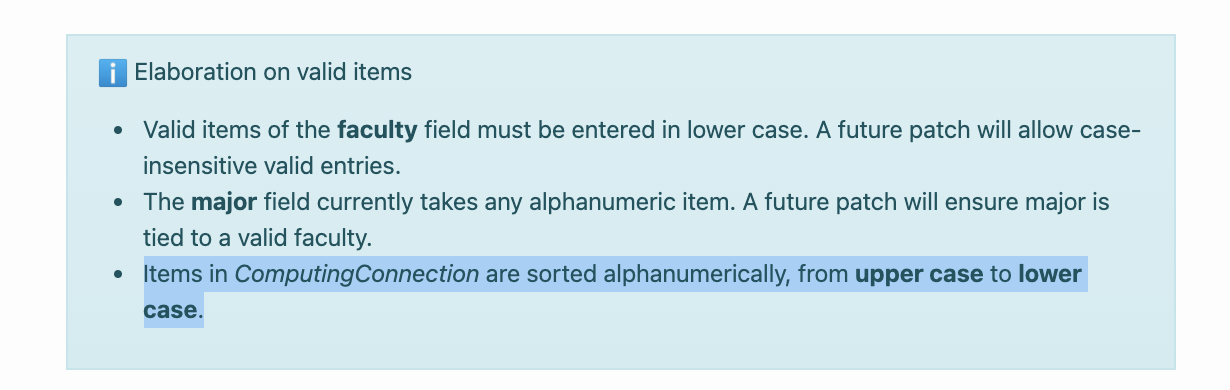 ℹ️ Elaboration on valid items
• Valid items of the faculty field must be entered in lower case. A future patch will allow case-
insensitive valid entries.
• The major field currently takes any alphanumeric item. A future patch will ensure major is
tied to a valid faculty.
• Items in ComputingConnection are sorted alphanumerically, from upper case to lower
case.